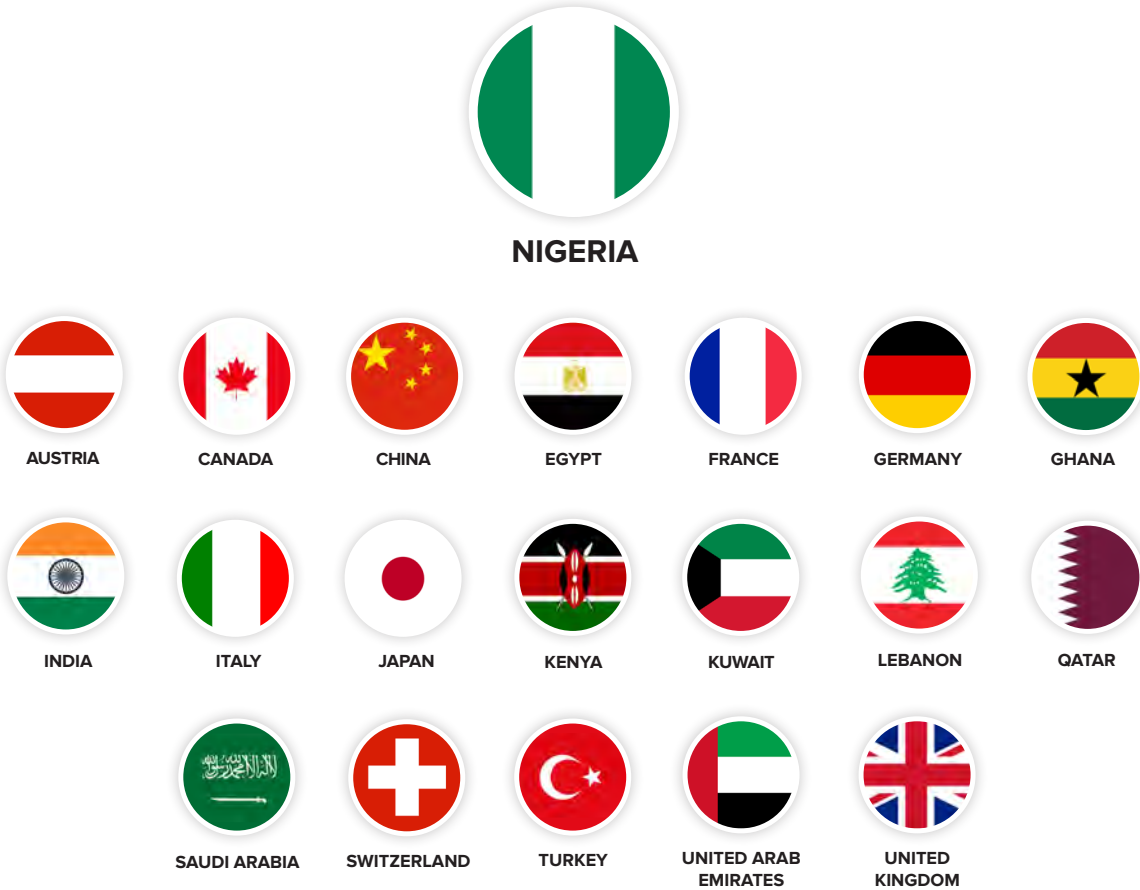 NIGERIA
AUSTRIA
CANADA
CHINA
EGYPT
FRANCE
GERMANY
GHANA
INDIA
ITALY
JAPAN
KENYA
KUWAIT
LEBANON
QATAR
SAUDI ARABIA
SWITZERLAND
TURKEY
UNITED ARAB
EMIRATES
UNITED
KINGDOM